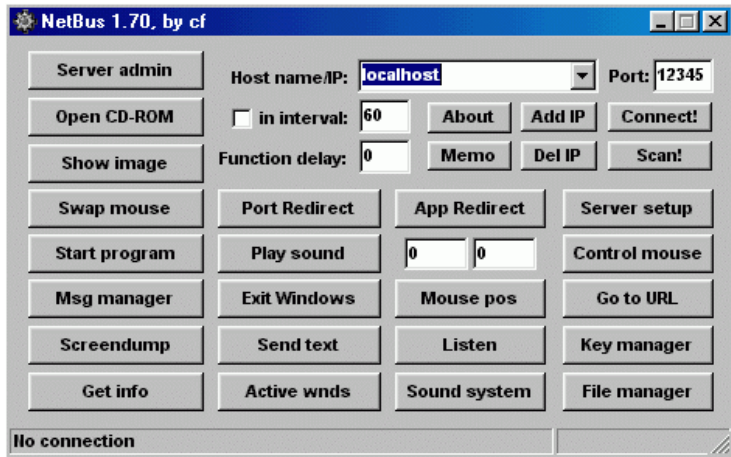 NetBus 1.70, by cf
Server admin Host name/IP: localhost Port: 12345
Open CD-ROM in interval: 60 About Add IP Connect!
Show image Function delay: 0 Memo Del IP Scan!
Swap mouse Port Redirect App Redirect Server setup
Start program Play sound 0 0 Control mouse
Msg manager Exit Windows Mouse pos Go to URL
Screendump Send text Listen Key manager
Get info Active wnds Sound system File manager
No connection